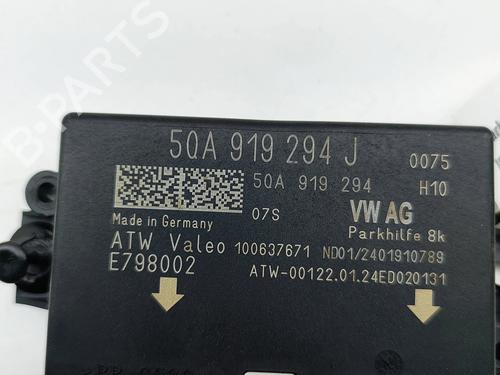 B-PARTS
5QA 919 294 J
0075
5QA 919 294
H10
07S
VW AG
Made in Germany
Parkhilfe 8k
ATW Valeo 100637671 ND01/2401910789
E798002
ATW-00122.01.24ED020131